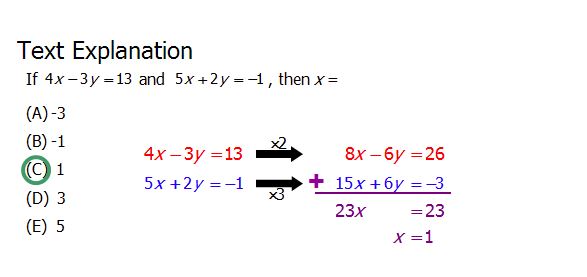 Text Explanation
If 4x – 3y = 13 and 5x + 2y = –1, then x =
(A) -3
(B) -1
(C) 1
(D) 3
(E) 5
4x – 3y = 13 x2 8x – 6y = 26
5x + 2y = –1 x3 + 15x + 6y = –3
23x = 23
x = 1